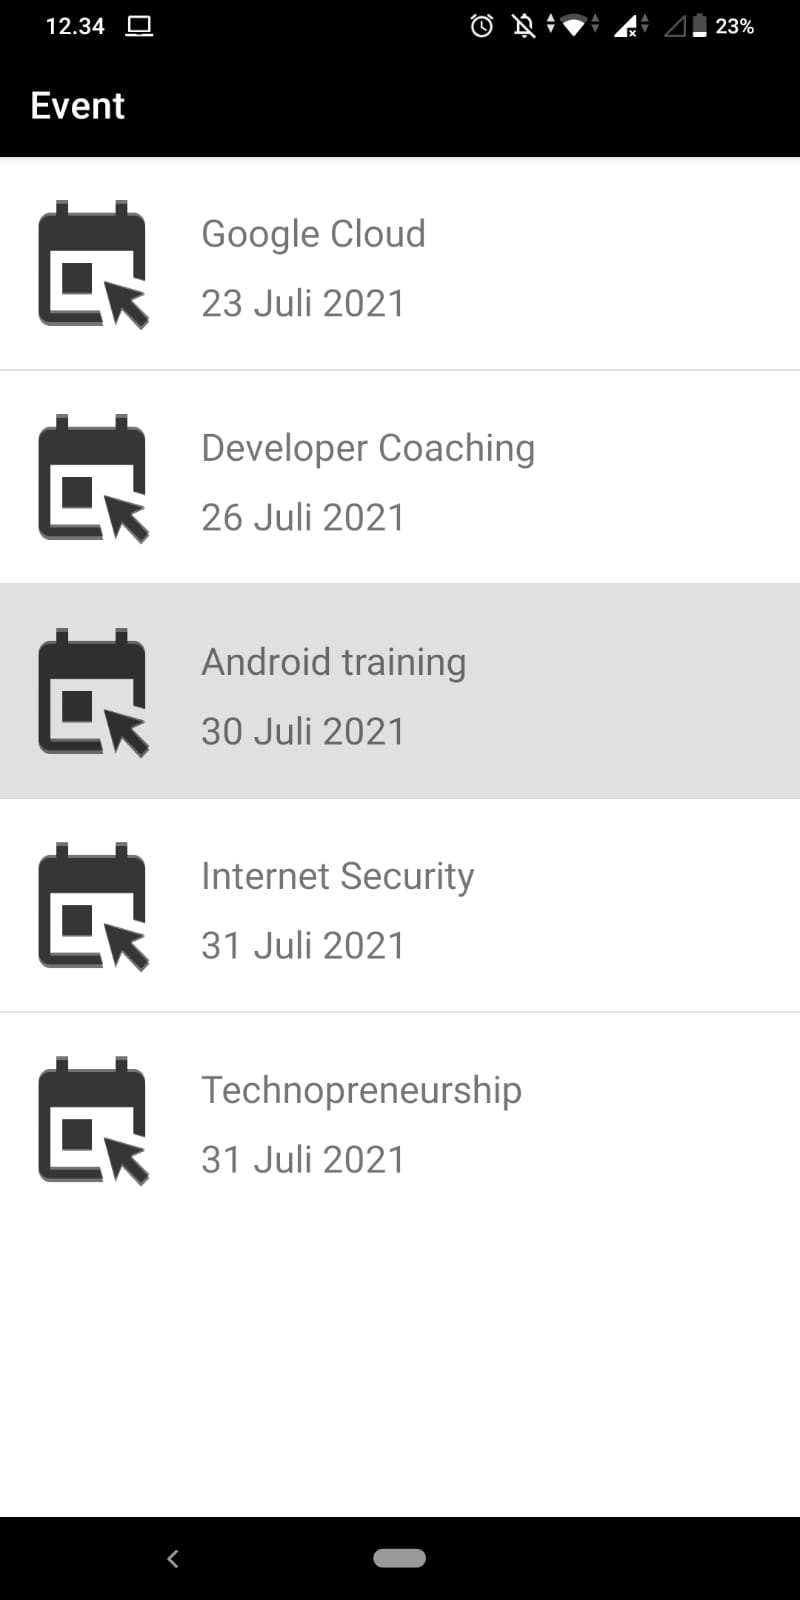 12.34 23%
Event
Google Cloud
23 Juli 2021
Developer Coaching
26 Juli 2021
Android training
30 Juli 2021
Internet Security
31 Juli 2021
Technopreneurship
31 Juli 2021